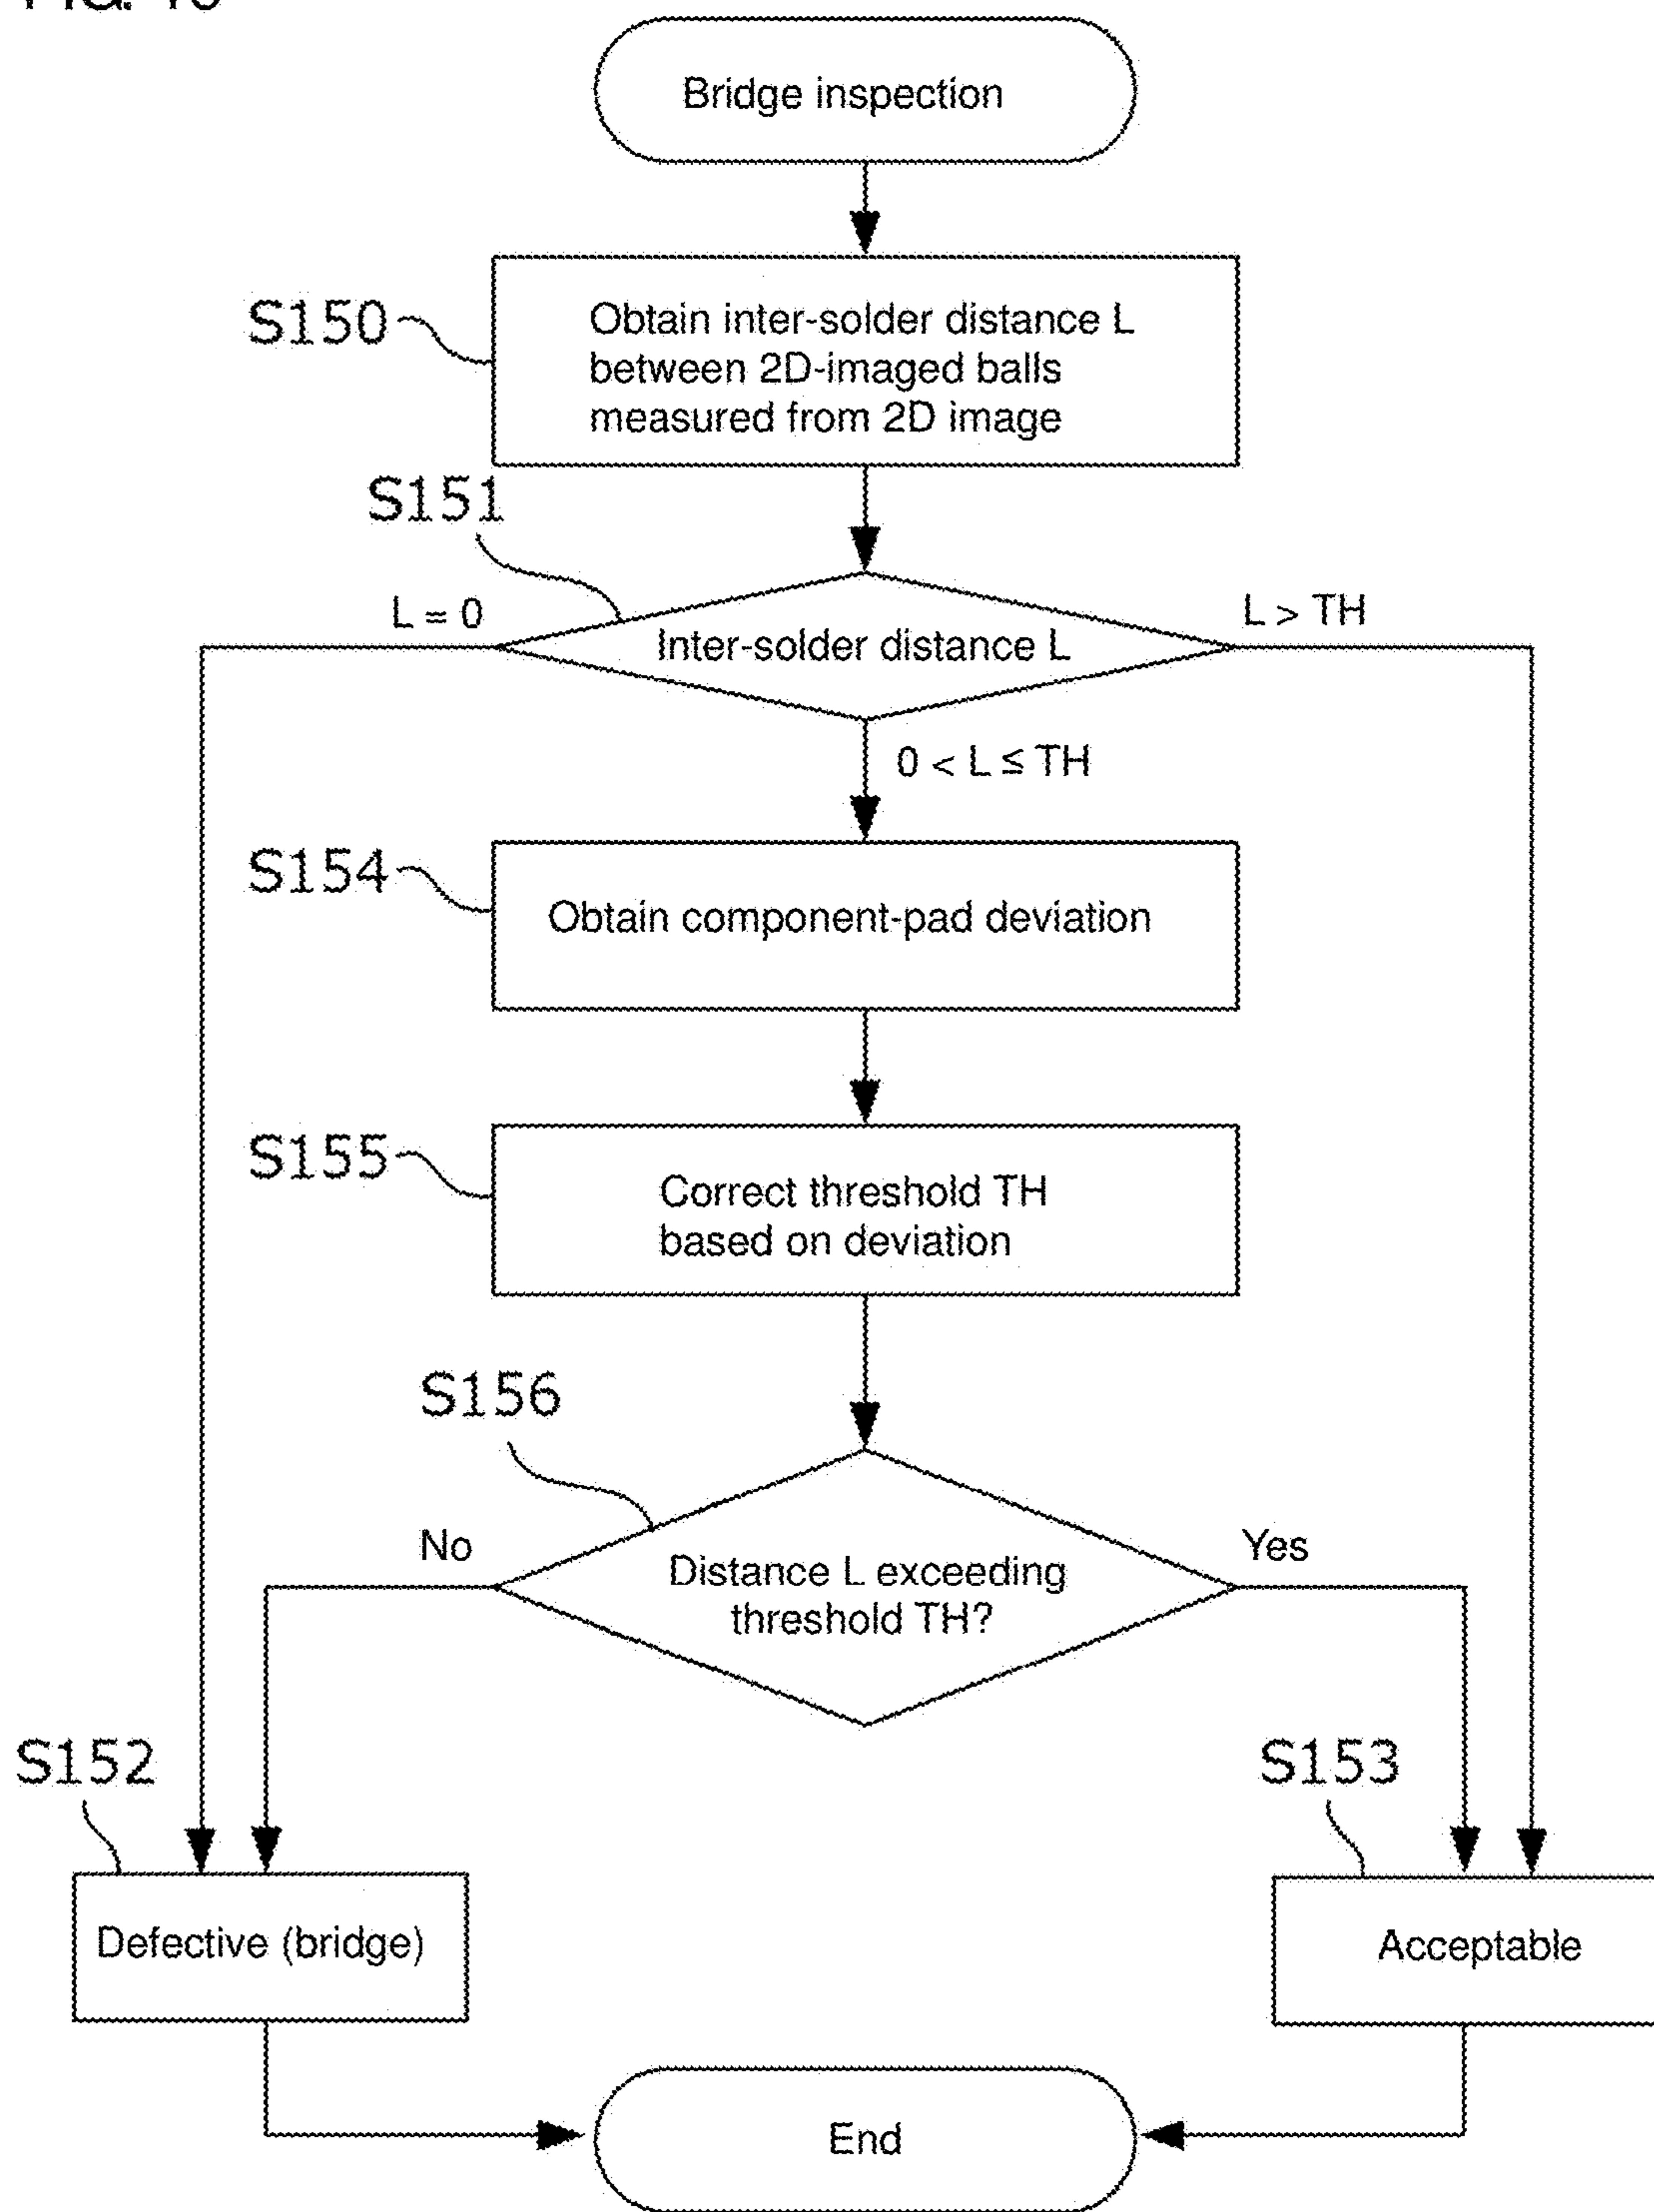 Bridge inspection
S150
Obtain inter-solder distance L
between 2D-imaged balls
measured from 2D image
S151
L = 0
Inter-solder distance L
L > TH
0 < L ≤ TH
S154
Obtain component-pad deviation
S155
Correct threshold TH
based on deviation
S156
No
Distance L exceeding
threshold TH?
Yes
S152
S153
Defective (bridge)
Acceptable
End